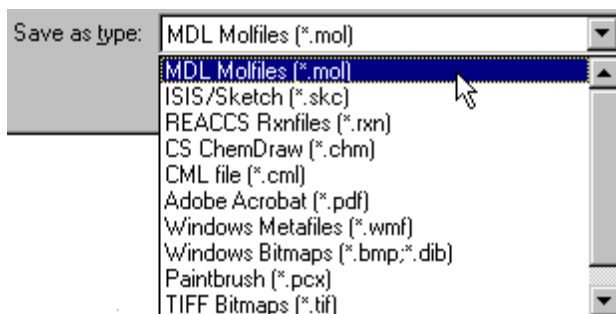 Save as type: MDL Molfiles (*.mol)
MDL Molfiles (*.mol)
ISIS/Sketch (*.skc)
REACCS Rxnfiles (*.rxn)
CS ChemDraw (*.chm)
CML file (*.cml)
Adobe Acrobat (*.pdf)
Windows Metafiles (*.wmf)
Windows Bitmaps (*.bmp;*.dib)
Paintbrush (*.pcx)
TIFF Bitmaps (*.tif)